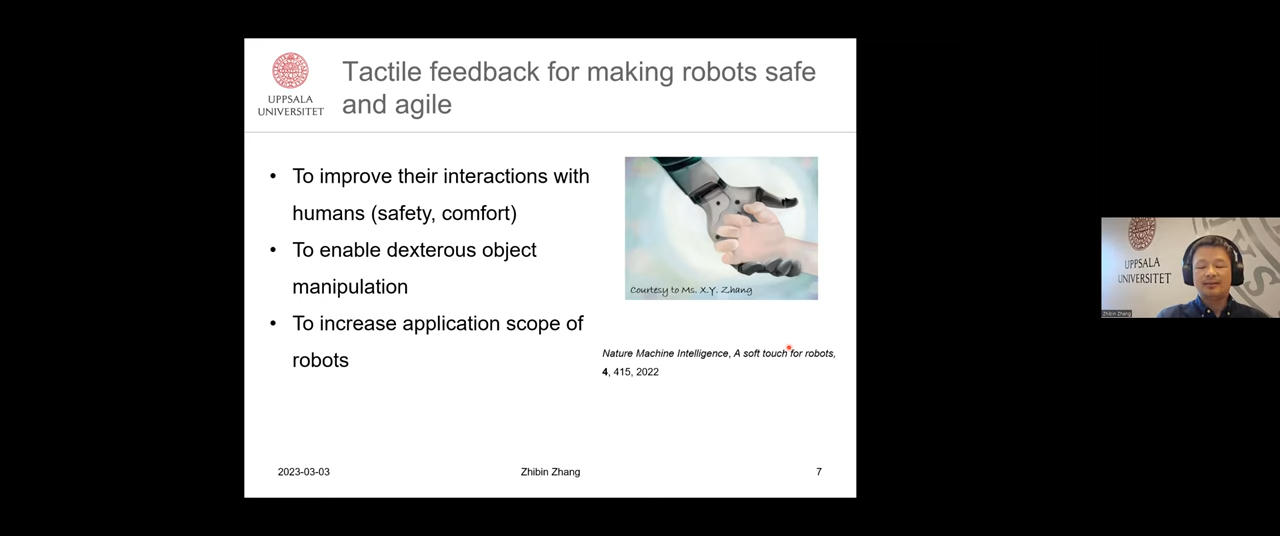 UPPSALA
UNIVERSITET
Tactile feedback for making robots safe
and agile
• To improve their interactions with
humans (safety, comfort)
• To enable dexterous object
manipulation
• To increase application scope of
robots
Courtesy to Ms. X.Y. Zhang
Nature Machine Intelligence, A soft touch for robots,
4, 415, 2022
2023-03-03
Zhibin Zhang
7
UPPSALA
UNIVERSITET
Zhibin Zhang